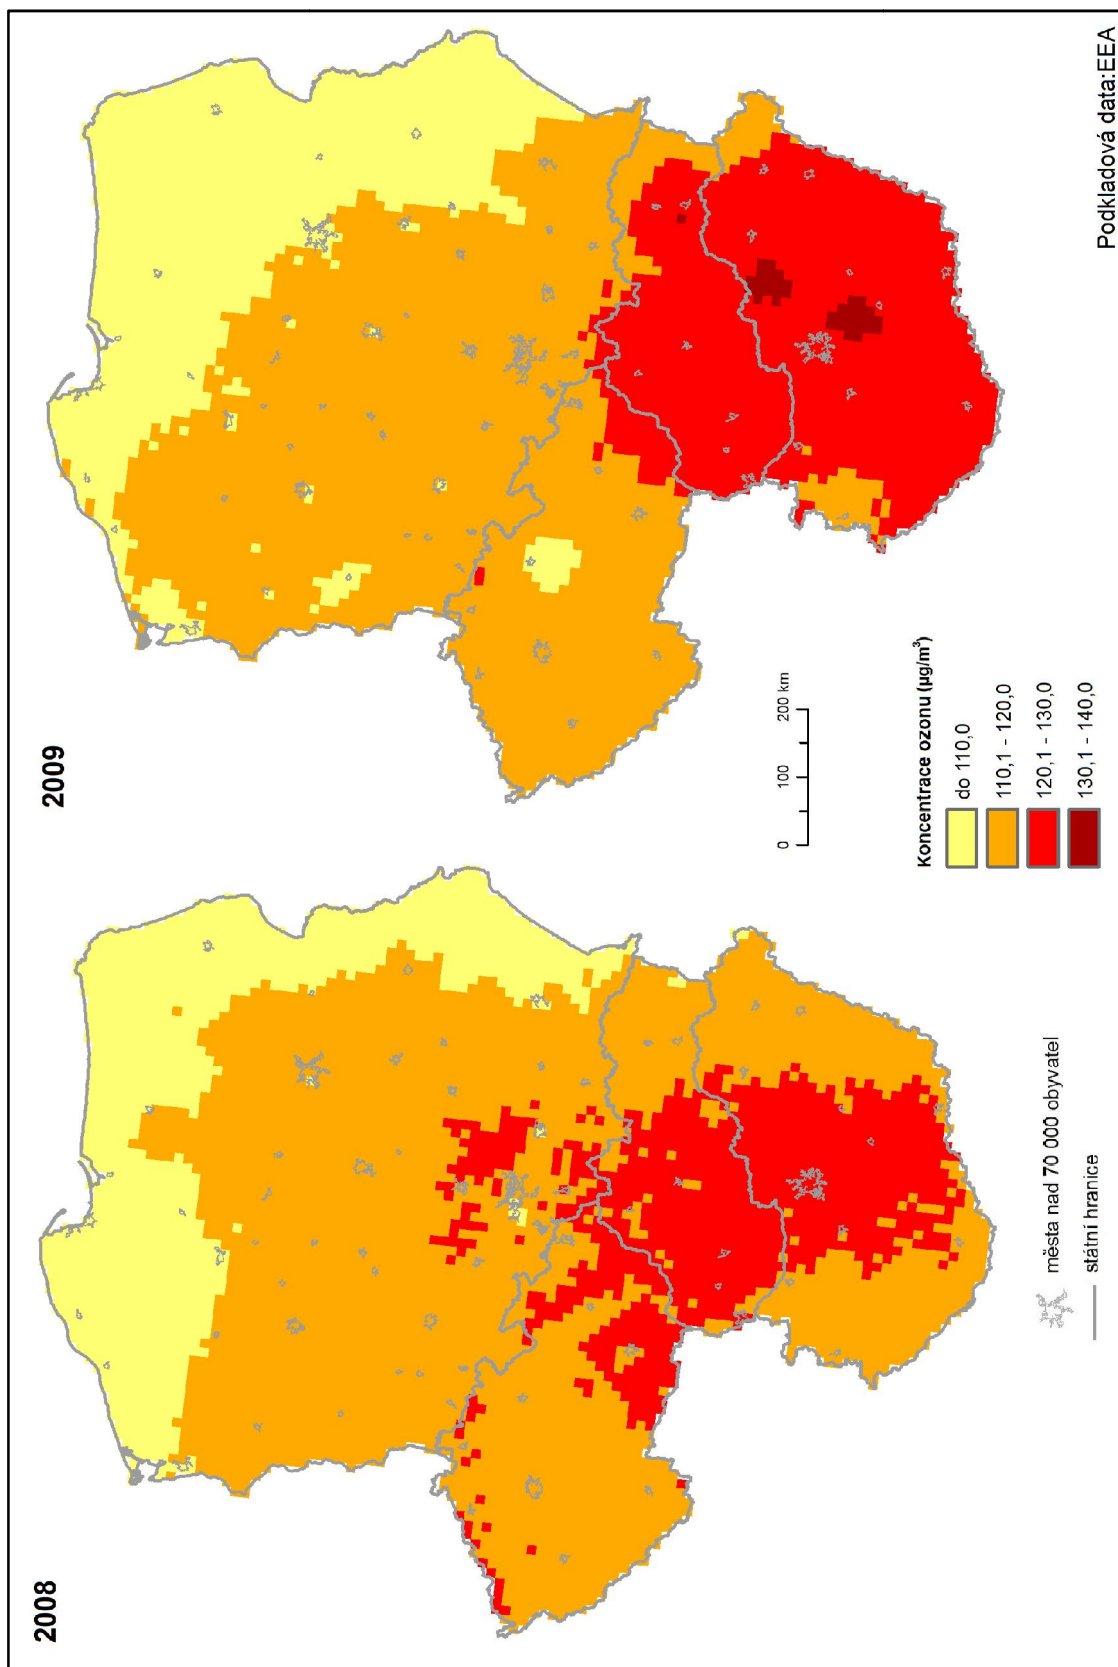 2008
2009
0 100 200 km
Koncentrace ozonu (µg/m³)
do 110,0
110,1 - 120,0
120,1 - 130,0
130,1 - 140,0
města nad 70 000 obyvatel
státní hranice
Podkladová data:EEA